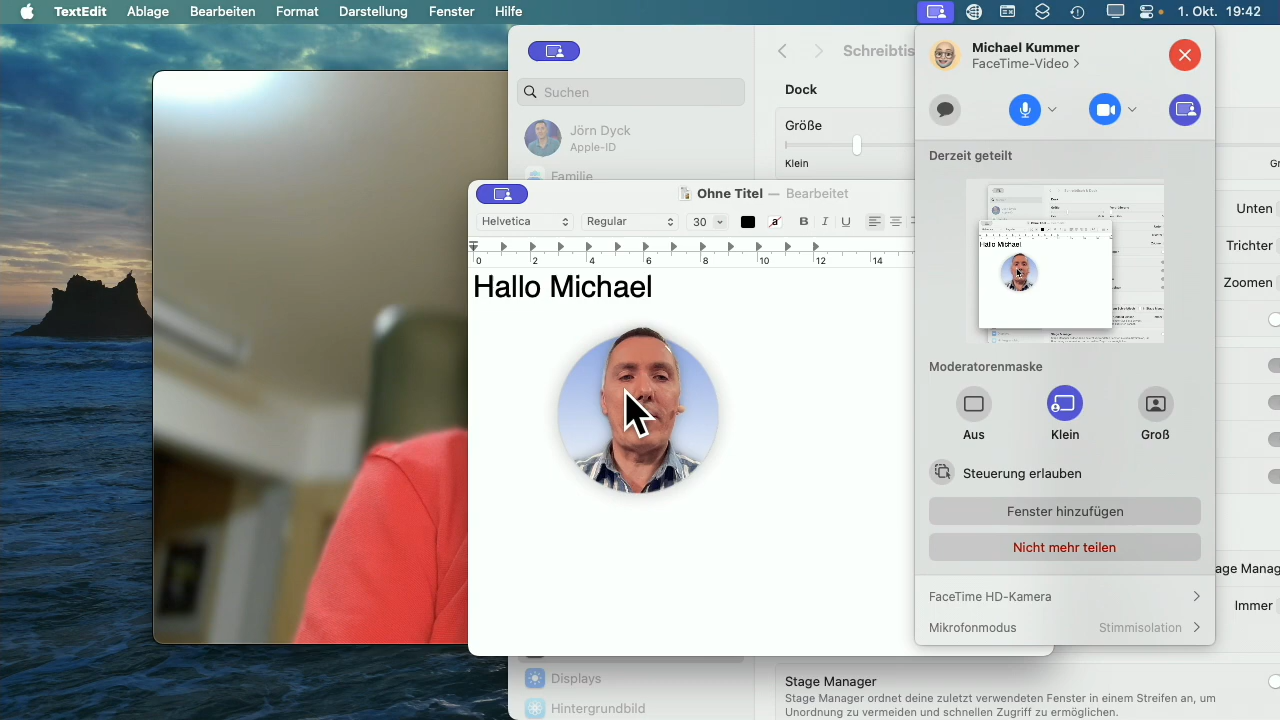 TextEdit Ablage Bearbeiten Format Darstellung Fenster Hilfe 1. Okt. 19:42
Suchen
Jörn Dyck
Apple-ID
Familie
Displays
Hintergrundbild
Schreibtis
Dock
Größe
Klein
Unten
Trichter
Zoomen
age Manag
Immer
Stage Manager
Stage Manager ordnet deine zuletzt verwendeten Fenster in einem Streifen an, um
Unordnung zu vermeiden und schnellen Zugriff zu ermöglichen.
Ohne Titel — Bearbeitet
Helvetica Regular 30 a B I U
0 2 4 6 8 10 12 14
Hallo Michael
Michael Kummer
FaceTime-Video
Derzeit geteilt
Hallo Michael
Moderatorenmaske
Aus Klein Groß
Steuerung erlauben
Fenster hinzufügen
Nicht mehr teilen
FaceTime HD-Kamera
Mikrofonmodus Stimmisolation